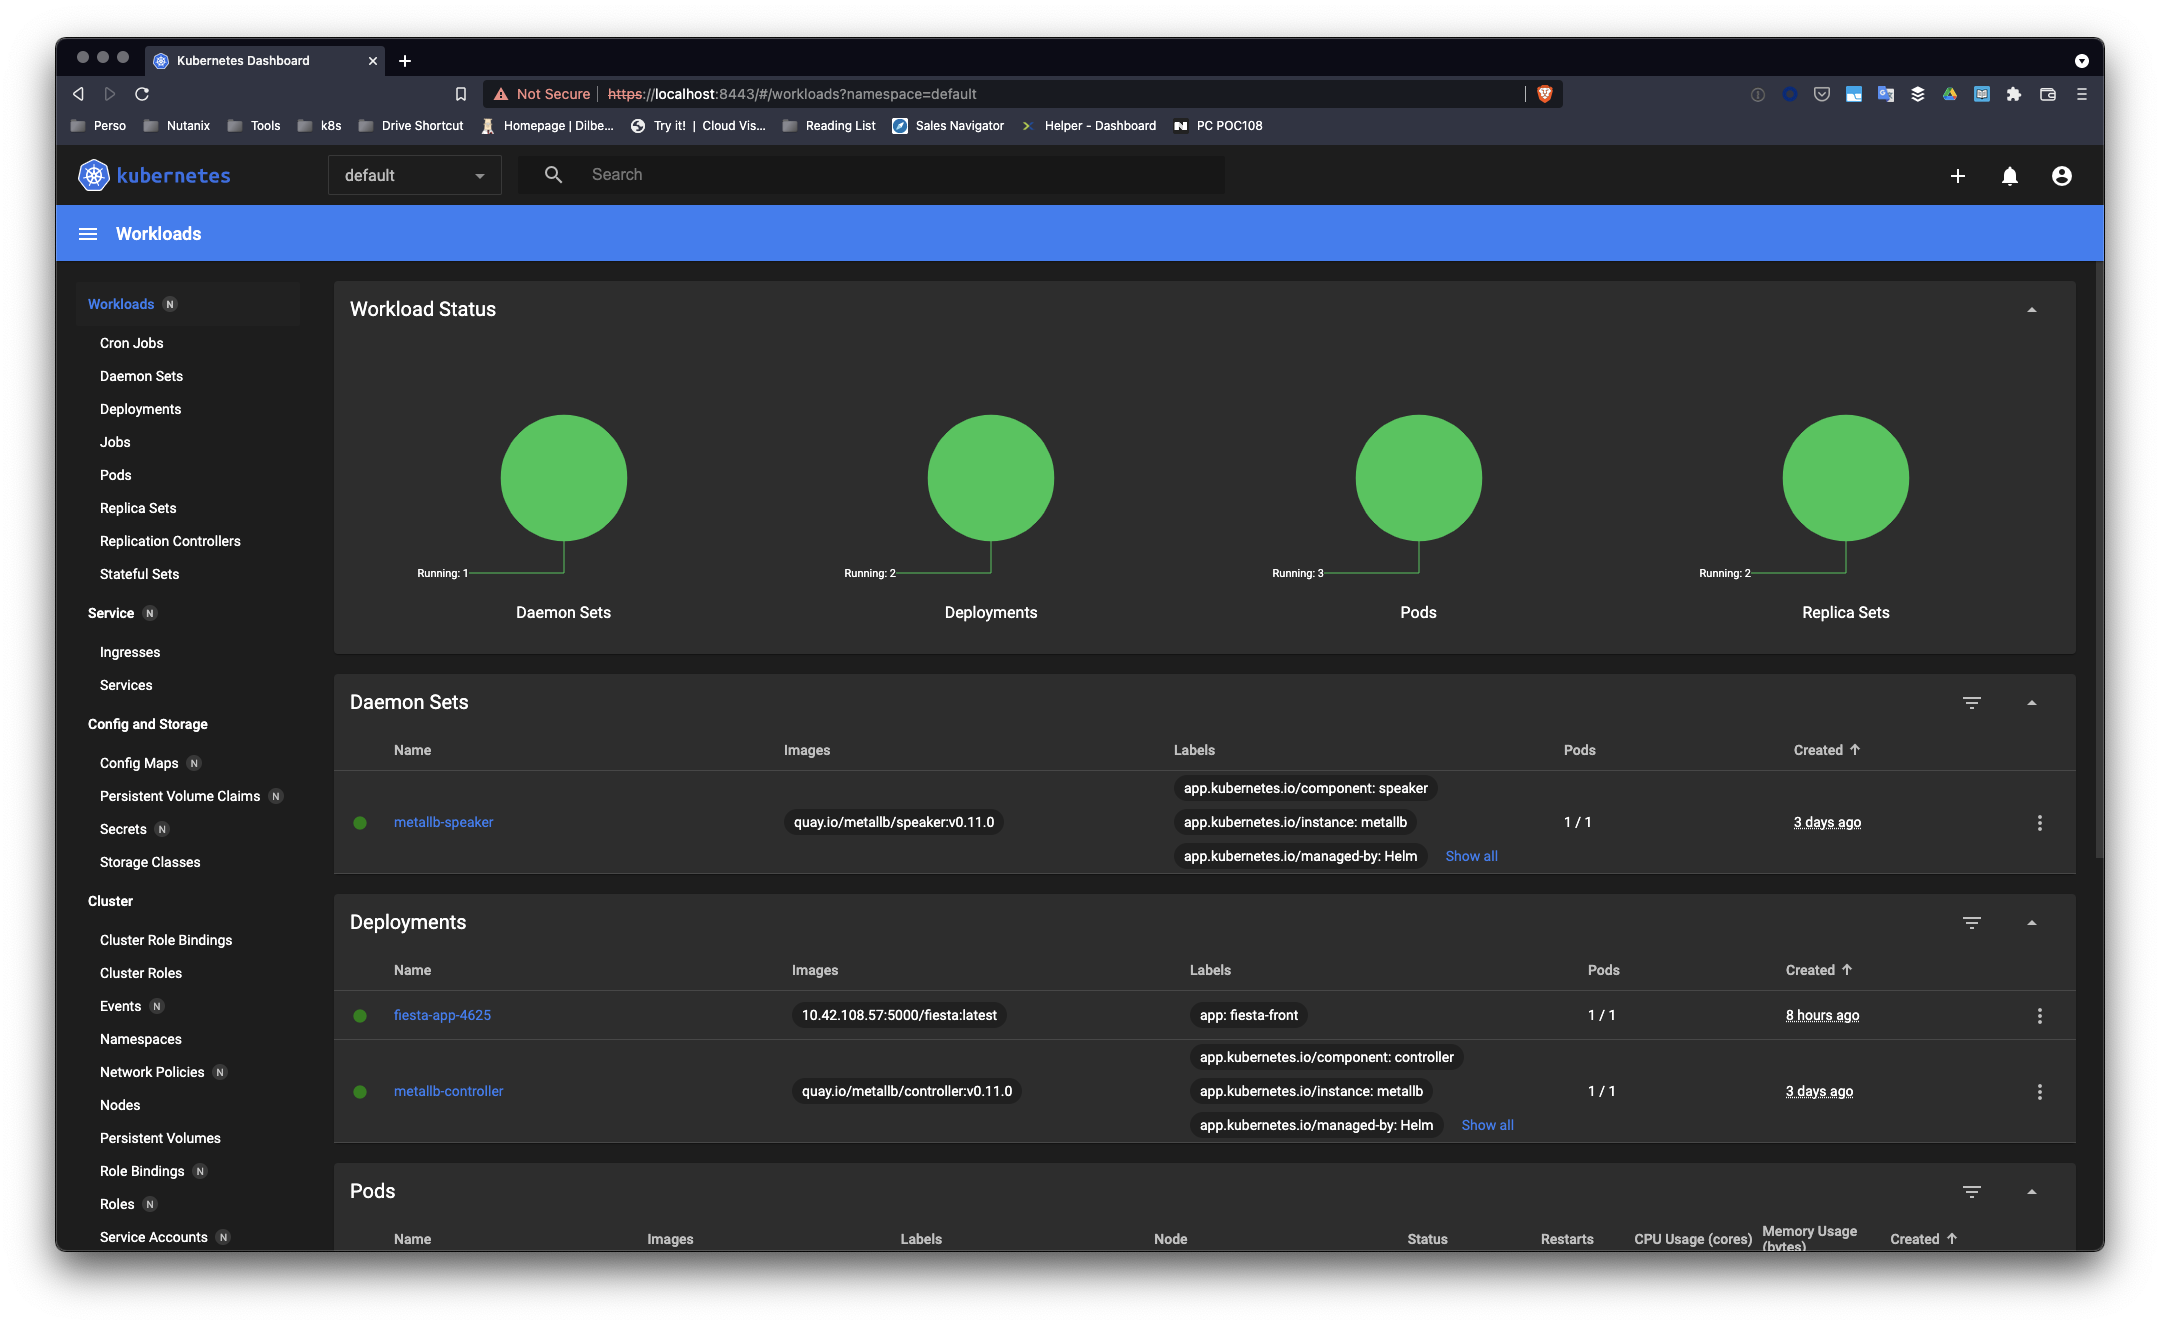 Kubernetes Dashboard
Not Secure https://localhost:8443/#/workloads?namespace=default
Perso Nutanix Tools k8s Drive Shortcut Homepage | Dilbe... Try it! | Cloud Vis... Reading List Sales Navigator Helper - Dashboard PC POC108
kubernetes default Search
Workloads
Workloads N
Cron Jobs
Daemon Sets
Deployments
Jobs
Pods
Replica Sets
Replication Controllers
Stateful Sets
Service N
Ingresses
Services
Config and Storage
Config Maps N
Persistent Volume Claims N
Secrets N
Storage Classes
Cluster
Cluster Role Bindings
Cluster Roles
Events N
Namespaces
Network Policies N
Nodes
Persistent Volumes
Role Bindings N
Roles N
Service Accounts N
Workload Status
Running: 1 Running: 2 Running: 3 Running: 2
Daemon Sets Deployments Pods Replica Sets
Daemon Sets
Name Images Labels Pods Created
app.kubernetes.io/component: speaker
metallb-speaker quay.io/metallb/speaker:v0.11.0 app.kubernetes.io/instance: metallb 1 / 1 3 days ago
app.kubernetes.io/managed-by: Helm Show all
Deployments
Name Images Labels Pods Created
fiesta-app-4625 10.42.108.57:5000/fiesta:latest app: fiesta-front 1 / 1 8 hours ago
app.kubernetes.io/component: controller
metallb-controller quay.io/metallb/controller:v0.11.0 app.kubernetes.io/instance: metallb 1 / 1 3 days ago
app.kubernetes.io/managed-by: Helm Show all
Pods
Name Images Labels Node Status Restarts CPU Usage (cores) Memory Usage (bytes) Created